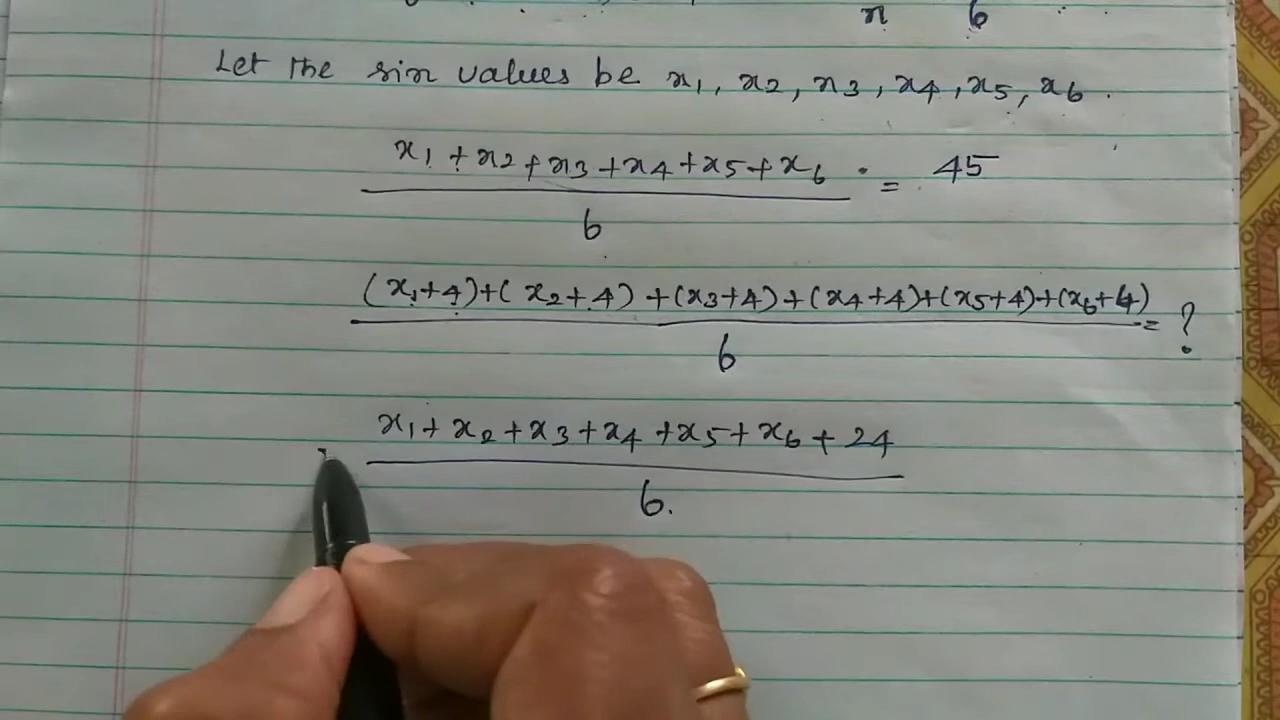 n 6
Let the six values be x1, x2, x3, x4, x5, x6.
x1 + x2 + x3 + x4 + x5 + x6 = 45
6
(x1+4)+(x2+4)+(x3+4)+(x4+4)+(x5+4)+(x6+4) = ?
6
x1 + x2 + x3 + x4 + x5 + x6 + 24
6.